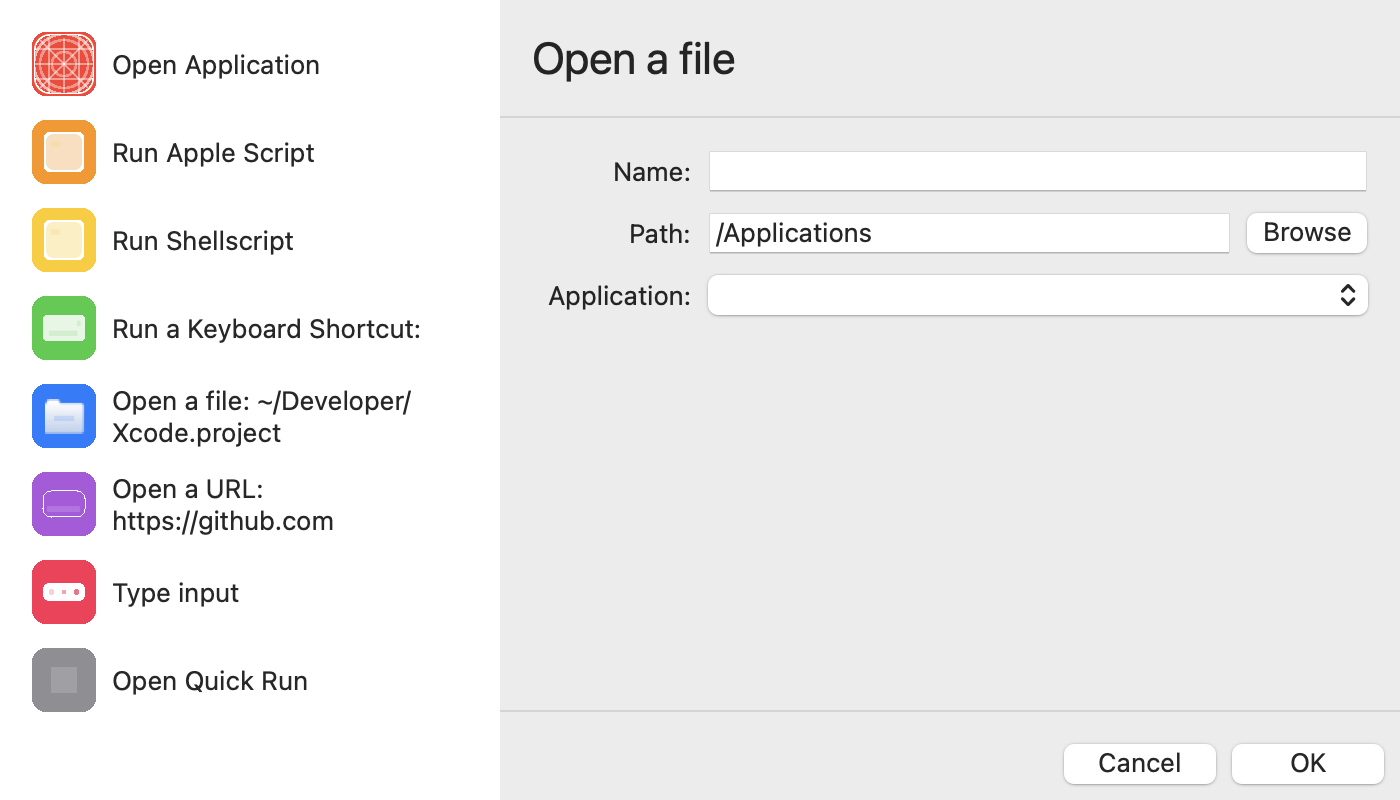 Open Application
Run Apple Script
Run Shellscript
Run a Keyboard Shortcut:
Open a file: ~/Developer/
Xcode.project
Open a URL:
https://github.com
Type input
Open Quick Run
Open a file
Name:
Path: /Applications Browse
Application:
Cancel OK